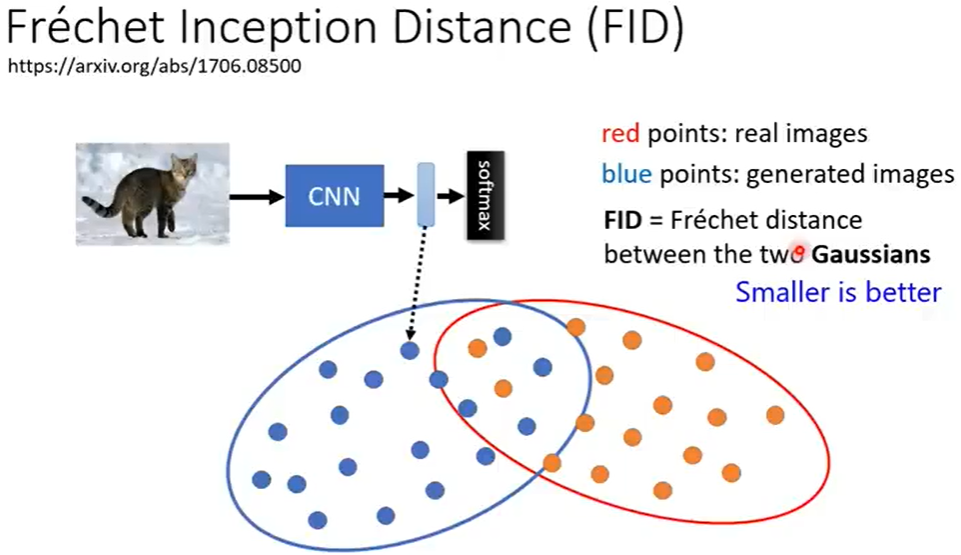 Fréchet Inception Distance (FID)
https://arxiv.org/abs/1706.08500
CNN
softmax
red points: real images
blue points: generated images
FID = Fréchet distance
between the two Gaussians
Smaller is better